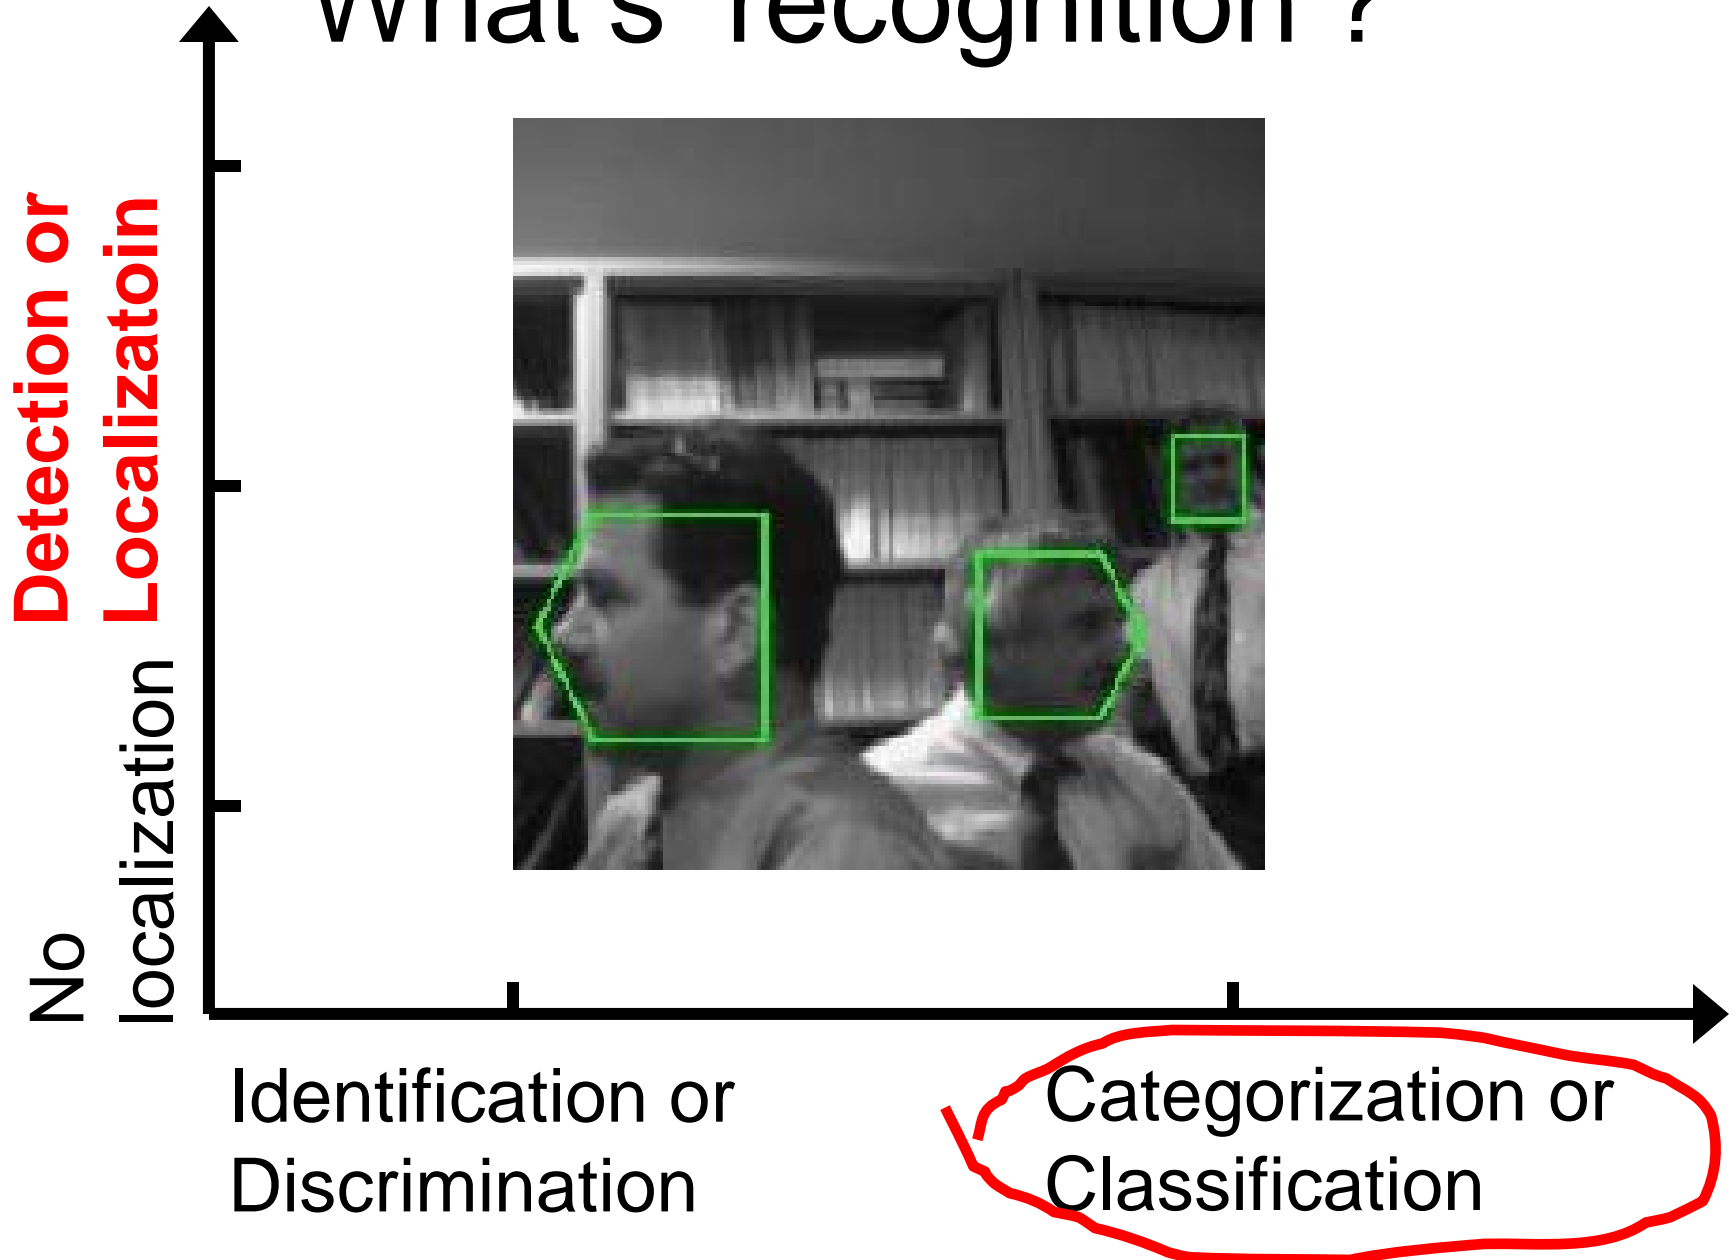 What's 'recognition'?
Detection or
Localizatoin
No
localization
Identification or
Discrimination
Categorization or
Classification